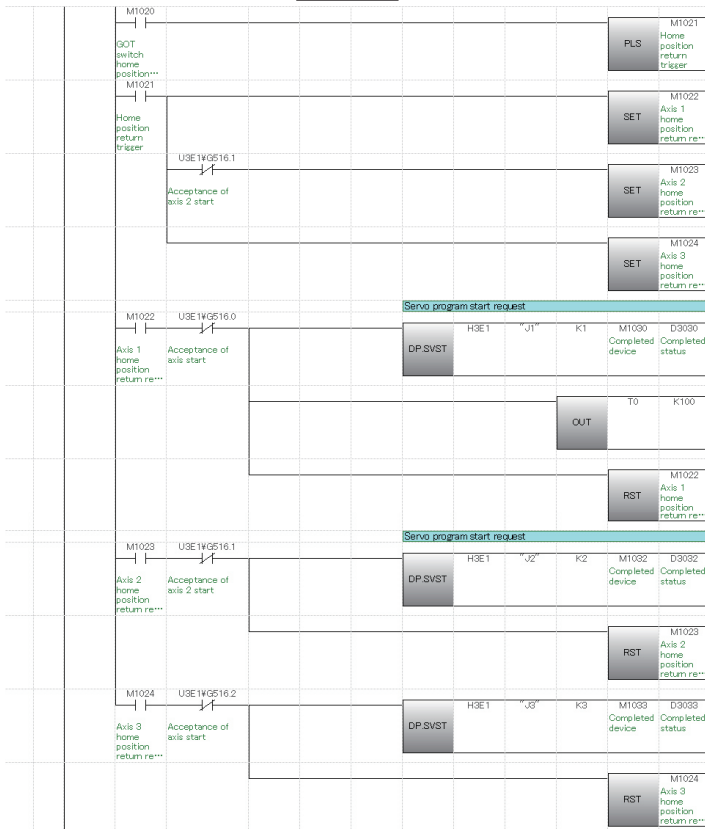 M1020
M1021
GOT
switch
home
position···
PLS
Home
position
return
trigger
M1021
M1022
Home
position
return
trigger
SET
Axis 1
home
position
return re···
U3E1¥G516.1
M1023
Acceptance of
axis 2 start
SET
Axis 2
home
position
return re···
M1024
SET
Axis 3
home
position
return re···
Servo program start request
M1022 U3E1¥G516.0 H3E1 "J1" K1 M1030 D3030
Axis 1
home
position
return re···
Acceptance of
axis start
DP.SVST
Completed
device
Completed
status
T0 K100
OUT
M1022
RST
Axis 1
home
position
return re···
Servo program start request
M1023 U3E1¥G516.1 H3E1 "J2" K2 M1032 D3032
Axis 2
home
position
return re···
Acceptance of
axis 2 start
DP.SVST
Completed
device
Completed
status
M1023
RST
Axis 2
home
position
return re···
M1024 U3E1¥G516.2 H3E1 "J3" K3 M1033 D3033
Axis 3
home
position
return re···
Acceptance of
axis start
DP.SVST
Completed
device
Completed
status
M1024
RST
Axis 3
home
position
return re···